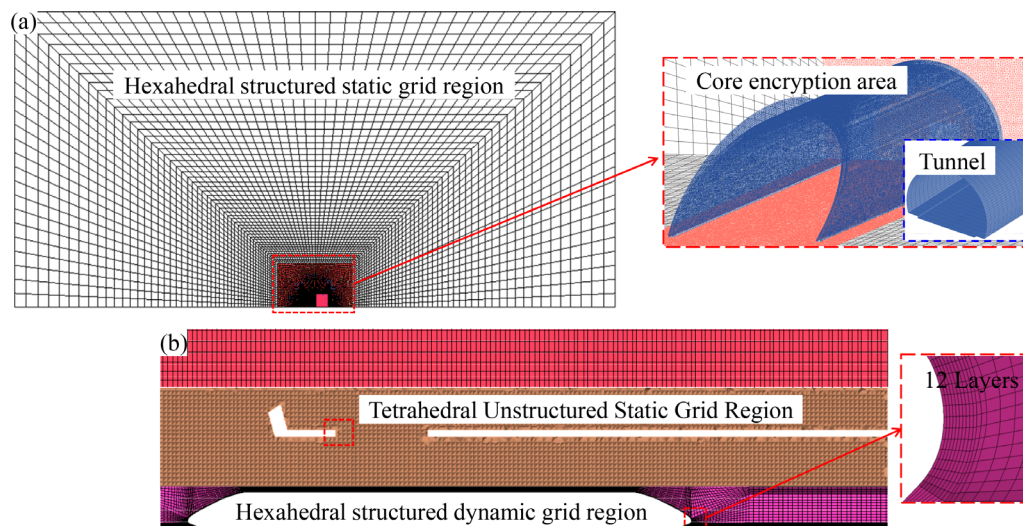 (a)
Hexahedral structured static grid region
Core encryption area
Tunnel
(b)
12 Layers
Tetrahedral Unstructured Static Grid Region
Hexahedral structured dynamic grid region